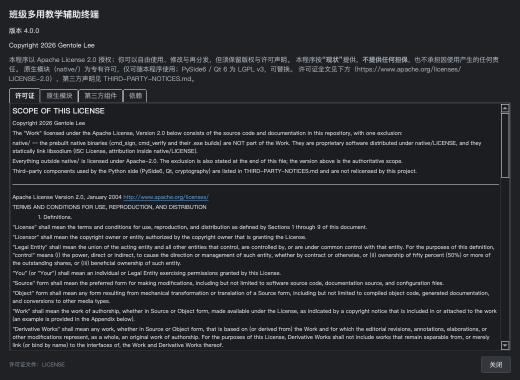 班级多用教学辅助终端
版本 4.0.0
Copyright 2026 Gentole Lee
本程序以 Apache License 2.0 授权：你可以自由使用、修改与再分发，但须保留版权与许可声明。 本程序按"现状"提供，不提供任何担保，也不承担因使用产生的任何责
任。 原生模块（native/）为专有许可，仅可随本程序使用；PySide6 / Qt 6 为 LGPL v3，可替换。 许可证全文见下方（https://www.apache.org/licenses/
LICENSE-2.0），第三方声明见 THIRD-PARTY-NOTICES.md。
许可证 原生模块 第三方组件 依赖
SCOPE OF THIS LICENSE
Copyright 2026 Gentole Lee
The "Work" licensed under the Apache License, Version 2.0 below consists of the source code and documentation in this repository, with one exclusion:
native/ -- the prebuilt native binaries (cmd_sign, cmd_verify and their .exe builds) are NOT part of the Work. They are proprietary software distributed under native/LICENSE, and they
statically link libsodium (ISC License, attribution inside native/LICENSE).
Everything outside native/ is licensed under Apache-2.0. The exclusion is also stated at the end of this file; the version above is the authoritative scope.
Third-party components used by the Python side (PySide6, Qt, cryptography) are listed in THIRD-PARTY-NOTICES.md and are not relicensed by this project.
Apache License Version 2.0, January 2004 http://www.apache.org/licenses/
TERMS AND CONDITIONS FOR USE, REPRODUCTION, AND DISTRIBUTION
1. Definitions.
"License" shall mean the terms and conditions for use, reproduction, and distribution as defined by Sections 1 through 9 of this document.
"Licensor" shall mean the copyright owner or entity authorized by the copyright owner that is granting the License.
"Legal Entity" shall mean the union of the acting entity and all other entities that control, are controlled by, or are under common control with that entity. For the purposes of this definition,
"control" means (i) the power, direct or indirect, to cause the direction or management of such entity, whether by contract or otherwise, or (ii) ownership of fifty percent (50%) or more of
the outstanding shares, or (iii) beneficial ownership of such entity.
"You" (or "Your") shall mean an individual or Legal Entity exercising permissions granted by this License.
"Source" form shall mean the preferred form for making modifications, including but not limited to software source code, documentation source, and configuration files.
"Object" form shall mean any form resulting from mechanical transformation or translation of a Source form, including but not limited to compiled object code, generated documentation,
and conversions to other media types.
"Work" shall mean the work of authorship, whether in Source or Object form, made available under the License, as indicated by a copyright notice that is included in or attached to the work
(an example is provided in the Appendix below).
"Derivative Works" shall mean any work, whether in Source or Object form, that is based on (or derived from) the Work and for which the editorial revisions, annotations, elaborations, or
other modifications represent, as a whole, an original work of authorship. For the purposes of this License, Derivative Works shall not include works that remain separable from, or merely
link (or bind by name) to the interfaces of, the Work and Derivative Works thereof.
许可证文件： LICENSE
关闭